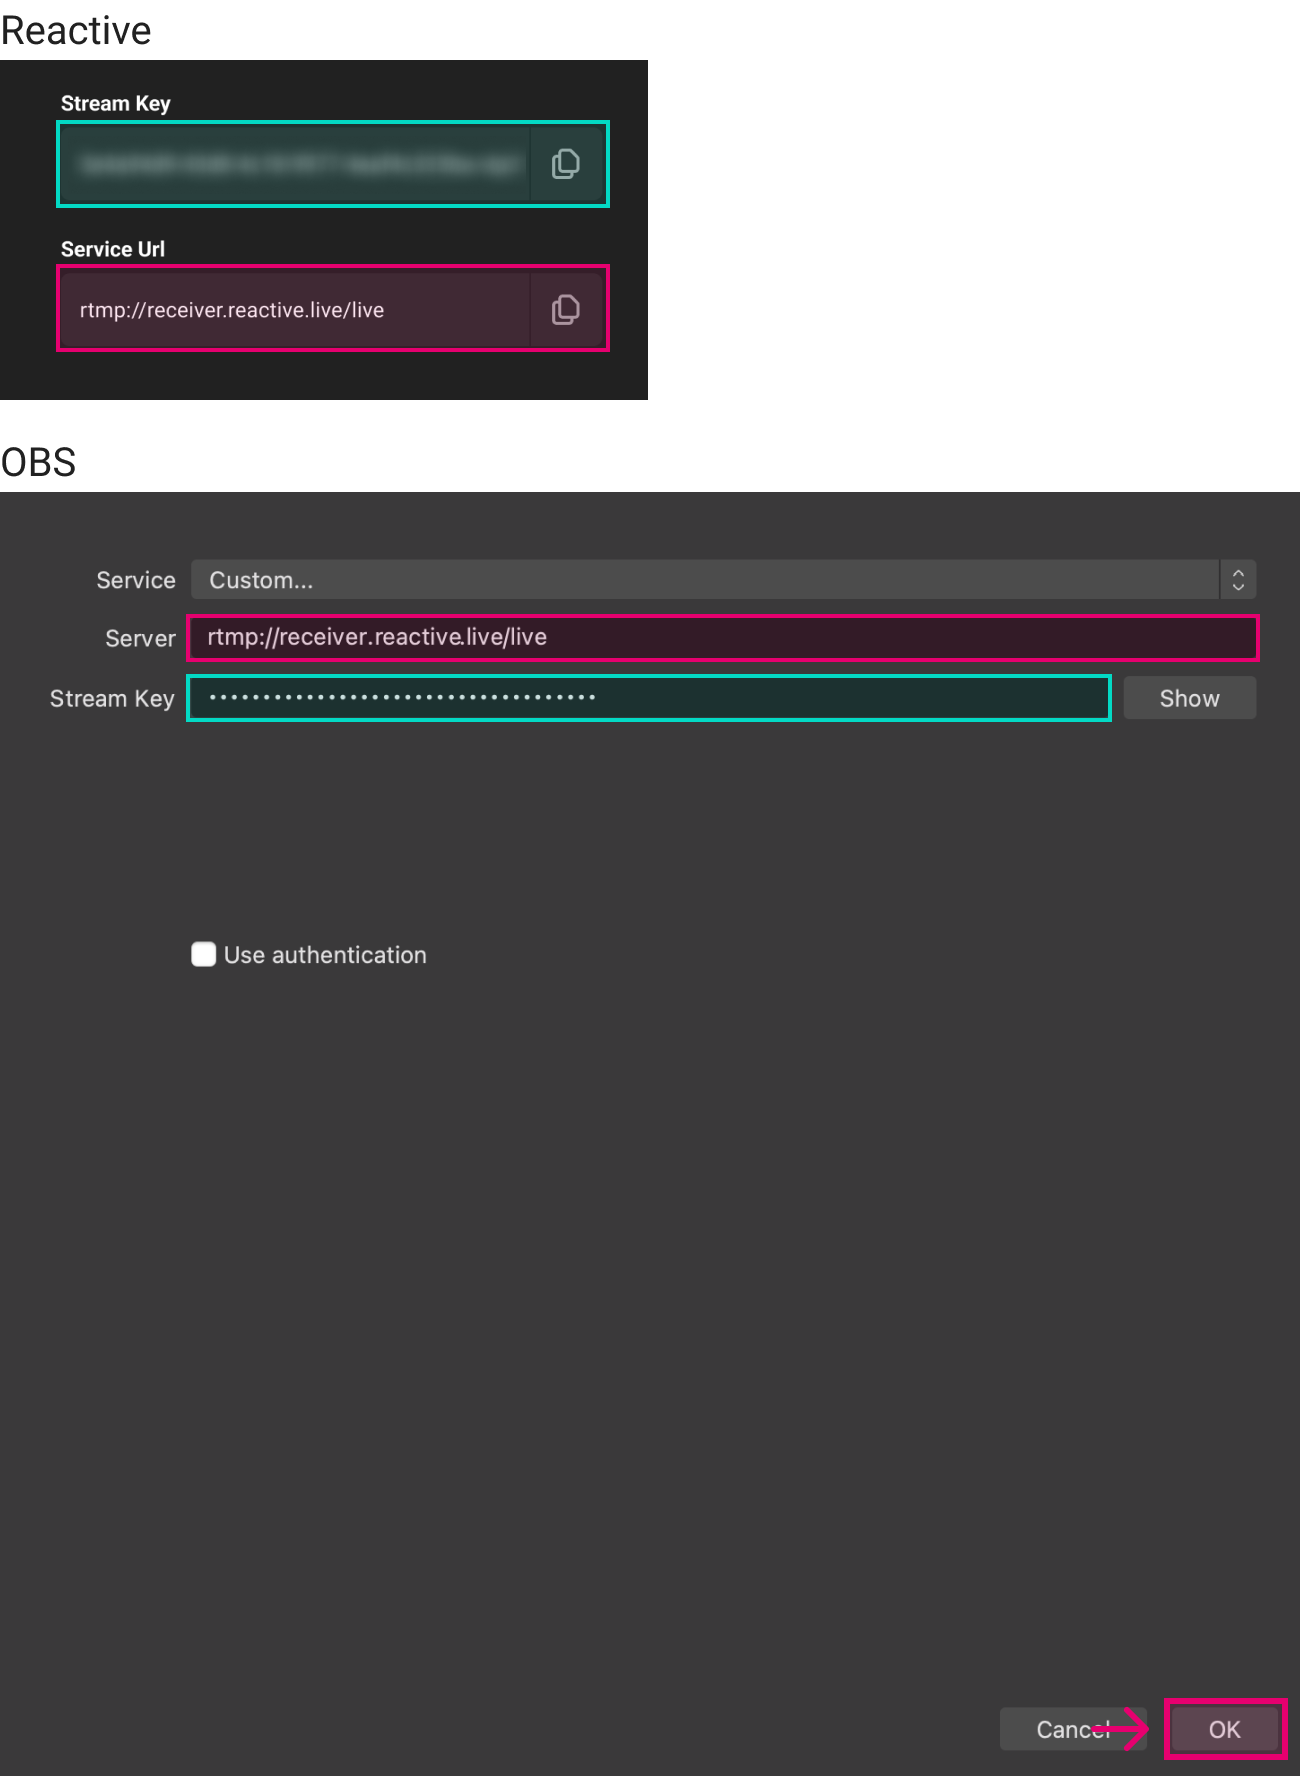 Reactive
Stream Key
Service Url
rtmp://receiver.reactive.live/live
OBS
Service Custom...
Server rtmp://receiver.reactive.live/live
Stream Key •••••••••••••••••••••••••••••••••••• Show
Use authentication
Cancel OK